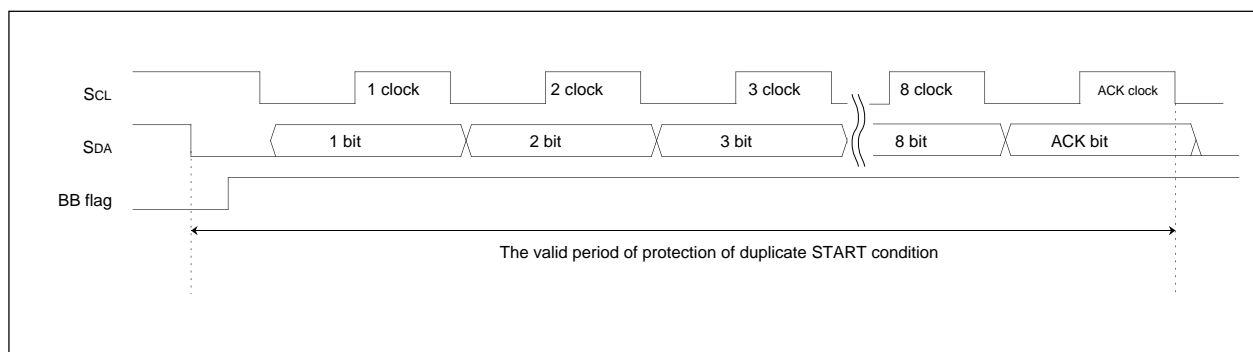 SCL
1 clock 2 clock 3 clock 8 clock ACK clock
SDA
1 bit 2 bit 3 bit 8 bit ACK bit
BB flag
The valid period of protection of duplicate START condition